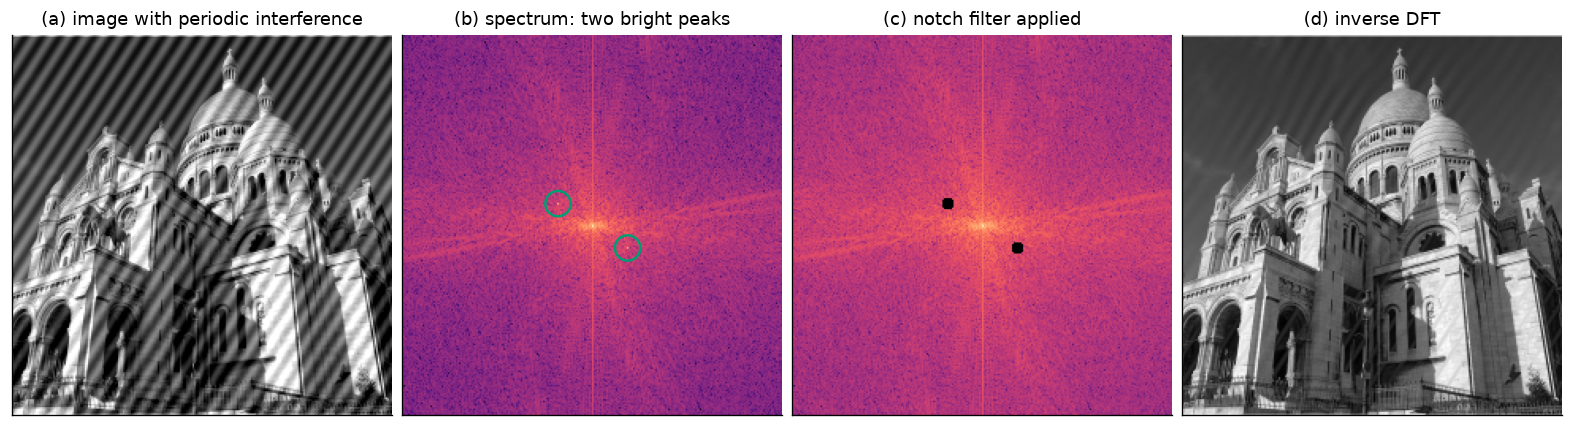 (a) image with periodic interference
(b) spectrum: two bright peaks
(c) notch filter applied
(d) inverse DFT